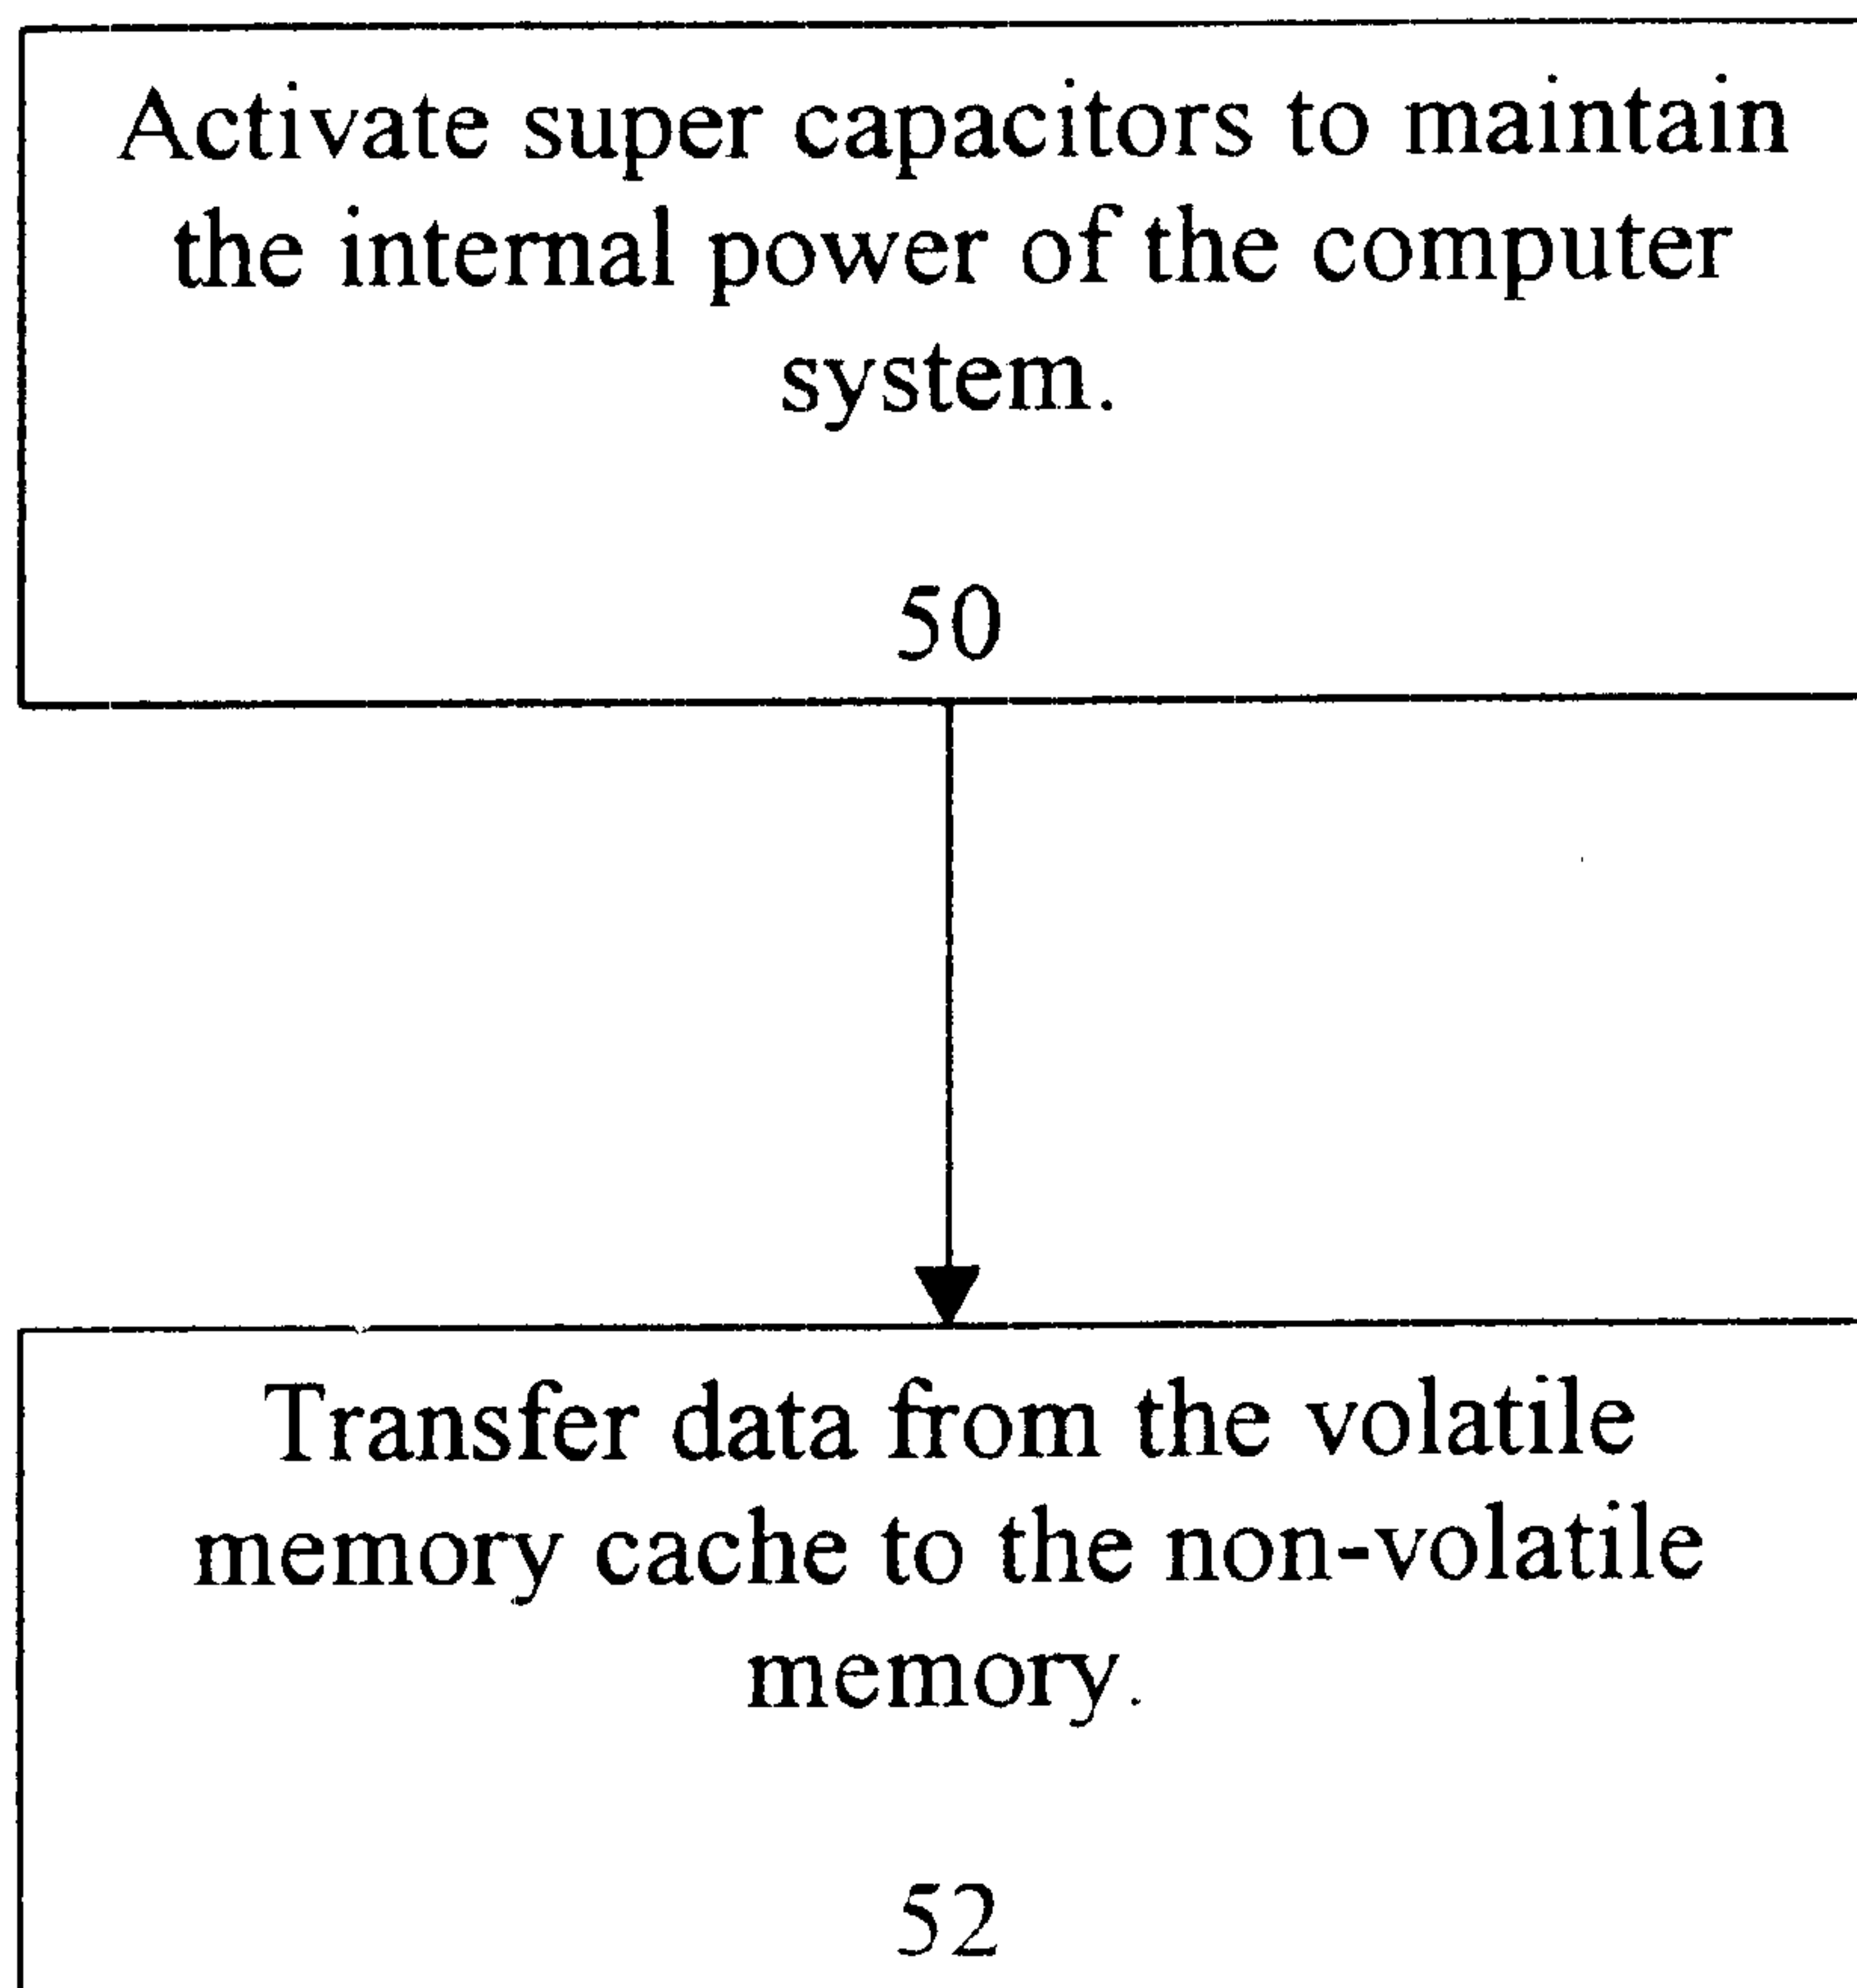 Activate super capacitors to maintain
the internal power of the computer
system.
50
Transfer data from the volatile
memory cache to the non-volatile
memory.
52